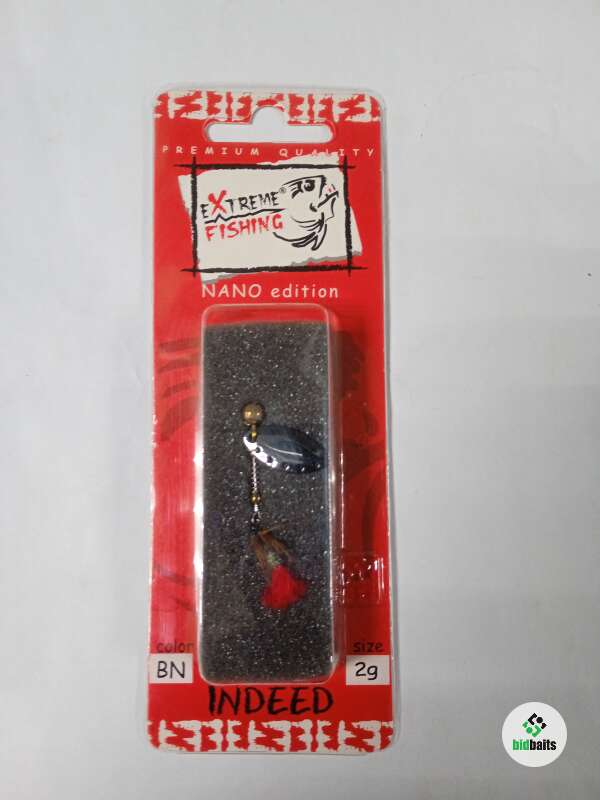 PREMIUM QUALITY
eXTREME®
FISHING
NANO edition
color
size
BN
2g
INDEED
bidbaits